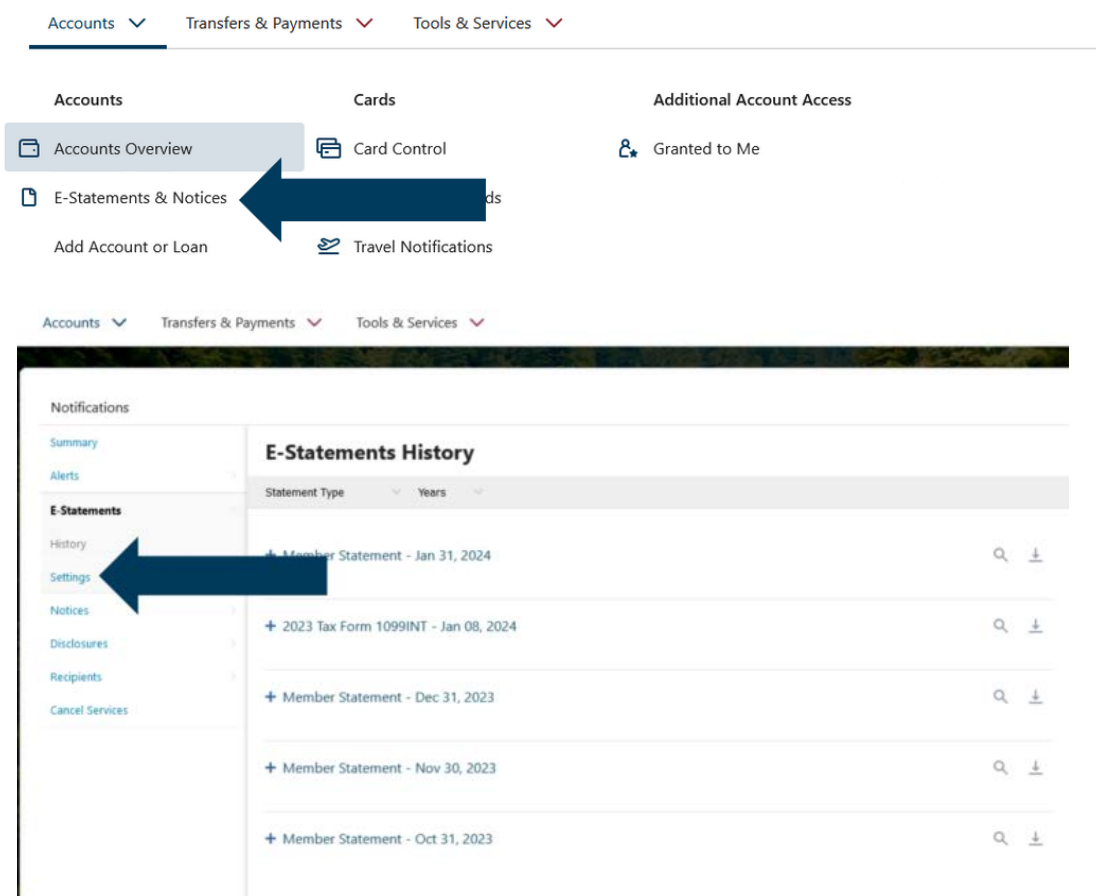 Accounts Transfers & Payments Tools & Services
Accounts Cards Additional Account Access
Accounts Overview Card Control Granted to Me
E-Statements & Notices ds
Add Account or Loan Travel Notifications
Accounts Transfers & Payments Tools & Services
Notifications
Summary
Alerts
E-Statements
History
Settings
Notices
Disclosures
Recipients
Cancel Services
E-Statements History
Statement Type Years
+ Member Statement - Jan 31, 2024
+ 2023 Tax Form 1099INT - Jan 08, 2024
+ Member Statement - Dec 31, 2023
+ Member Statement - Nov 30, 2023
+ Member Statement - Oct 31, 2023